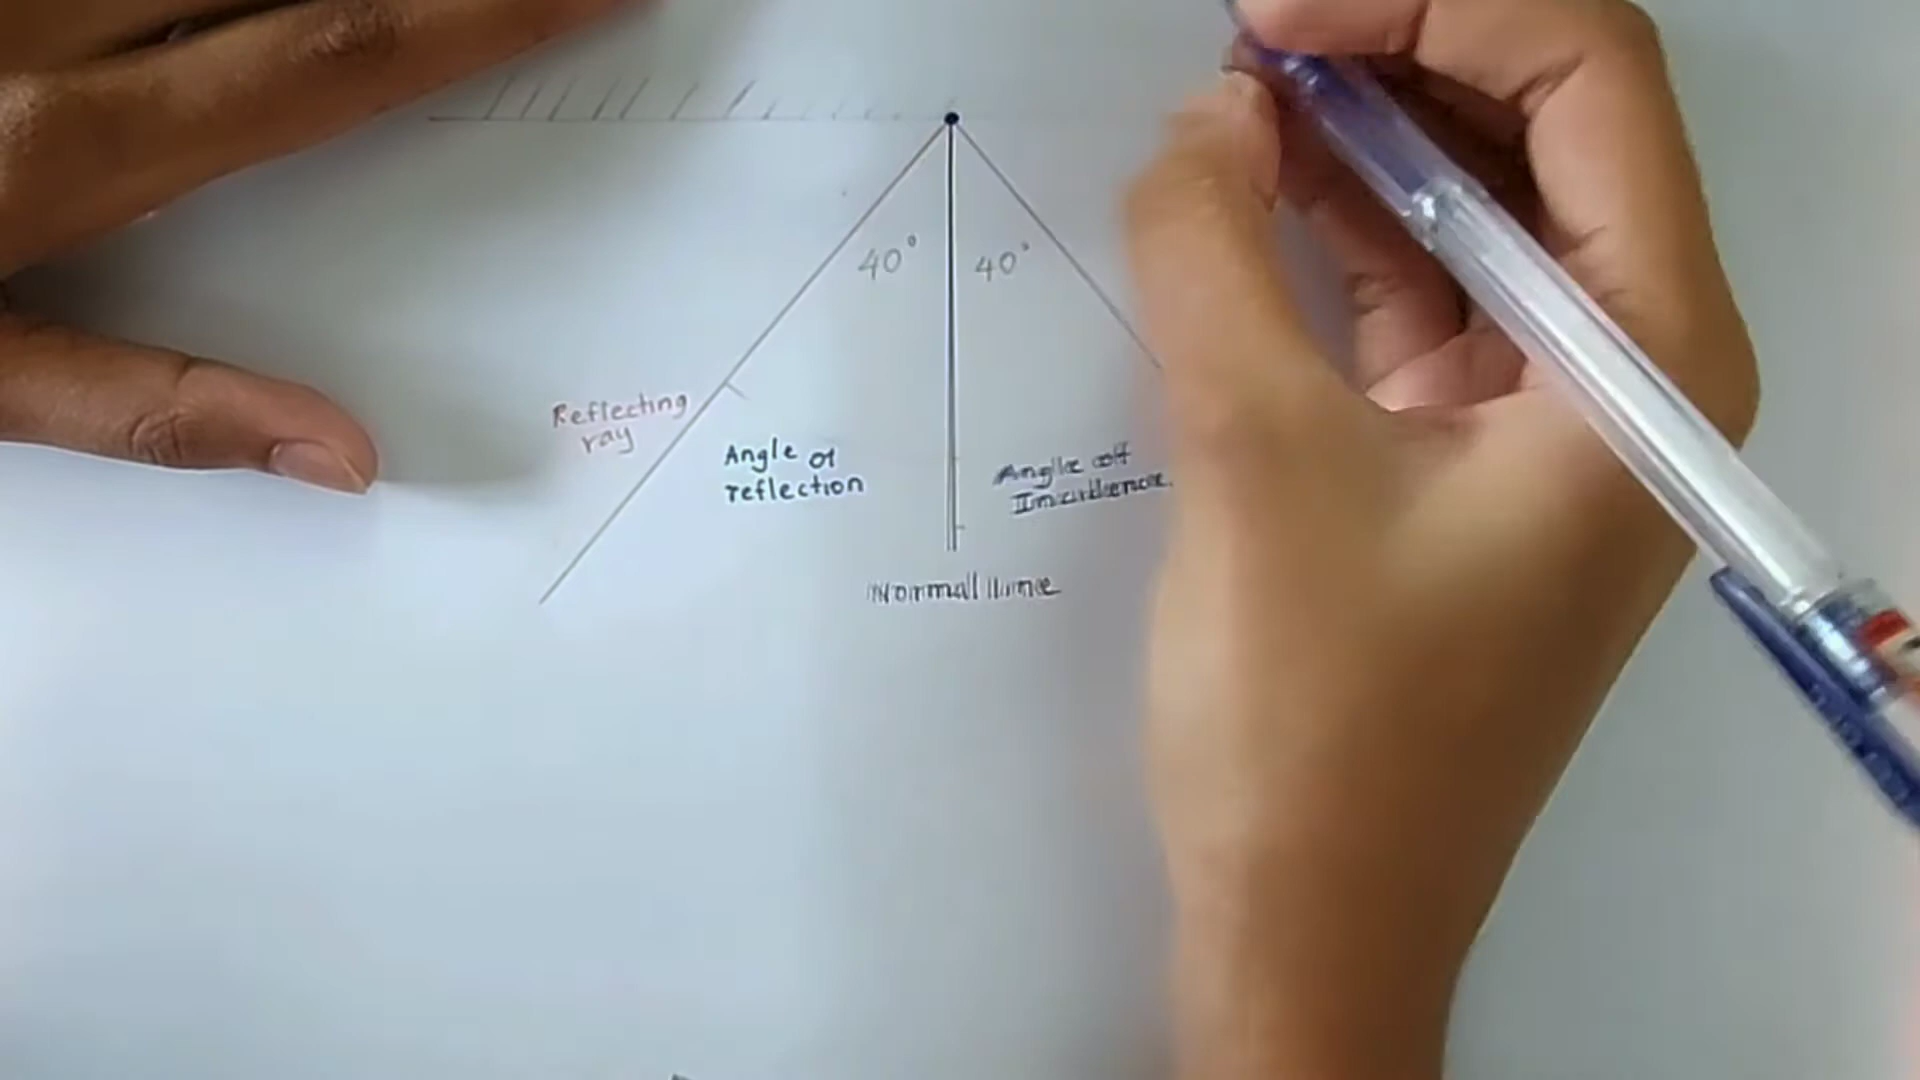 40° 40°
Reflecting
ray
Angle of
reflection
Angle of
Incidence.
Normal line